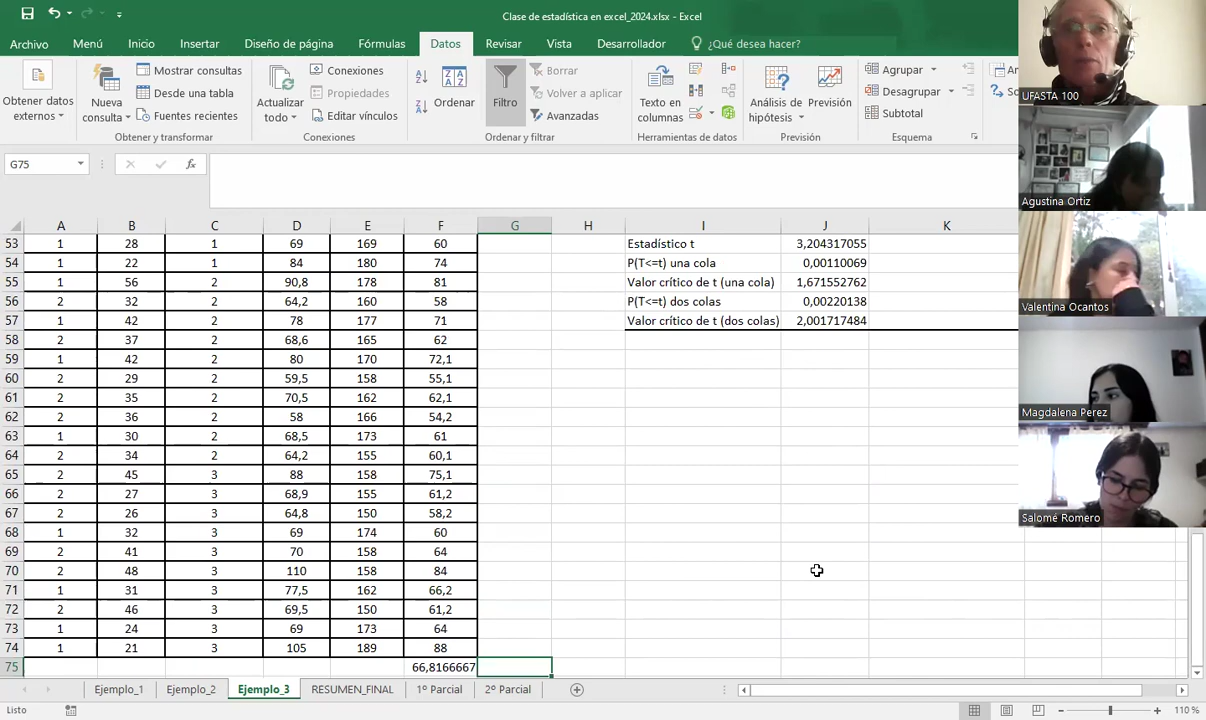 Clase de estadística en excel_2024.xlsx - Excel
Archivo Menú Inicio Insertar Diseño de página Fórmulas Datos Revisar Vista Desarrollador ¿Qué desea hacer?
Obtener datos externos
Nueva consulta
Mostrar consultas
Desde una tabla
Fuentes recientes
Obtener y transformar
Actualizar todo
Conexiones
Propiedades
Editar vínculos
Conexiones
Ordenar
Filtro
Borrar
Volver a aplicar
Avanzadas
Ordenar y filtrar
Texto en columnas
Herramientas de datos
Análisis de hipótesis
Previsión
Previsión
Agrupar
Desagrupar
Subtotal
Esquema
G75 fx
A B C D E F G H I J K
53 1 28 1 69 169 60 Estadístico t 3,204317055
54 1 22 1 84 180 74 P(T<=t) una cola 0,00110069
55 1 56 2 90,8 178 81 Valor crítico de t (una cola) 1,671552762
56 2 32 2 64,2 160 58 P(T<=t) dos colas 0,00220138
57 1 42 2 78 177 71 Valor crítico de t (dos colas) 2,001717484
58 2 37 2 68,6 165 62
59 1 42 2 80 170 72,1
60 2 29 2 59,5 158 55,1
61 2 35 2 70,5 162 62,1
62 2 36 2 58 166 54,2
63 1 30 2 68,5 173 61
64 2 34 2 64,2 155 60,1
65 2 45 3 88 158 75,1
66 2 27 3 68,9 155 61,2
67 2 26 3 64,8 150 58,2
68 1 32 3 69 174 60
69 2 41 3 70 158 64
70 2 48 3 110 158 84
71 1 31 3 77,5 162 66,2
72 2 46 3 69,5 150 61,2
73 1 24 3 69 173 64
74 1 21 3 105 189 88
75 66,8166667
Ejemplo_1 Ejemplo_2 Ejemplo_3 RESUMEN_FINAL 1º Parcial 2º Parcial
Listo 110 %
UFASTA 100
Agustina Ortiz
Valentina Ocantos
Magdalena Perez
Salomé Romero